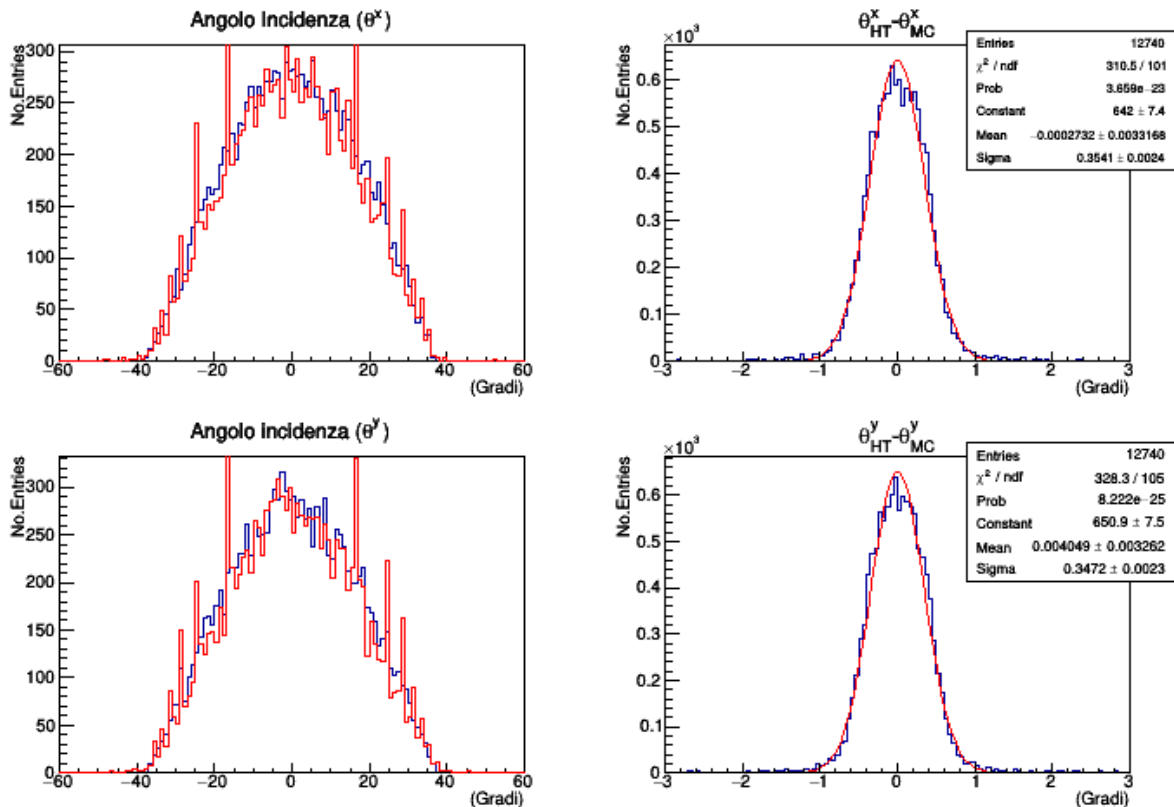 Angolo Incidenza (θˣ)
No.Entries
300
250
200
150
100
50
0
−60 −40 −20 0 20 40 60
(Gradi)
θˣHT-θˣMC
×10³
No.Entries
0.6
0.5
0.4
0.3
0.2
0.1
0
−3 −2 −1 0 1 2 3
(Gradi)
Entries 12740
χ² / ndf 310.5 / 101
Prob 3.659e−23
Constant 642 ± 7.4
Mean −0.0002732 ± 0.0033168
Sigma 0.3541 ± 0.0024
Angolo incidenza (θʸ)
No.Entries
300
250
200
150
100
50
0
−60 −40 −20 0 20 40 60
(Gradi)
θʸHT-θʸMC
×10³
No.Entries
0.6
0.5
0.4
0.3
0.2
0.1
0
−3 −2 −1 0 1 2 3
(Gradi)
Entries 12740
χ² / ndf 328.3 / 105
Prob 8.222e−25
Constant 650.9 ± 7.5
Mean 0.004049 ± 0.003262
Sigma 0.3472 ± 0.0023